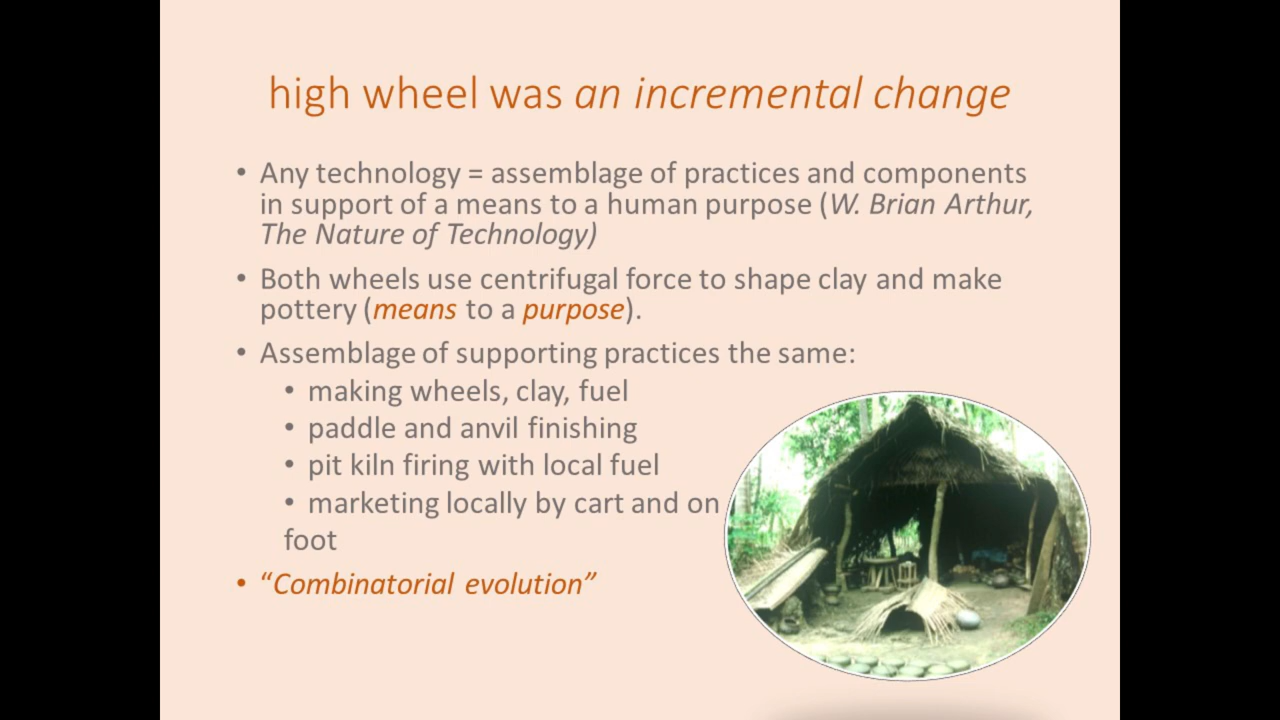 high wheel was an incremental change
• Any technology = assemblage of practices and components
in support of a means to a human purpose (W. Brian Arthur,
The Nature of Technology)
• Both wheels use centrifugal force to shape clay and make
pottery (means to a purpose).
• Assemblage of supporting practices the same:
• making wheels, clay, fuel
• paddle and anvil finishing
• pit kiln firing with local fuel
• marketing locally by cart and on
foot
• “Combinatorial evolution”